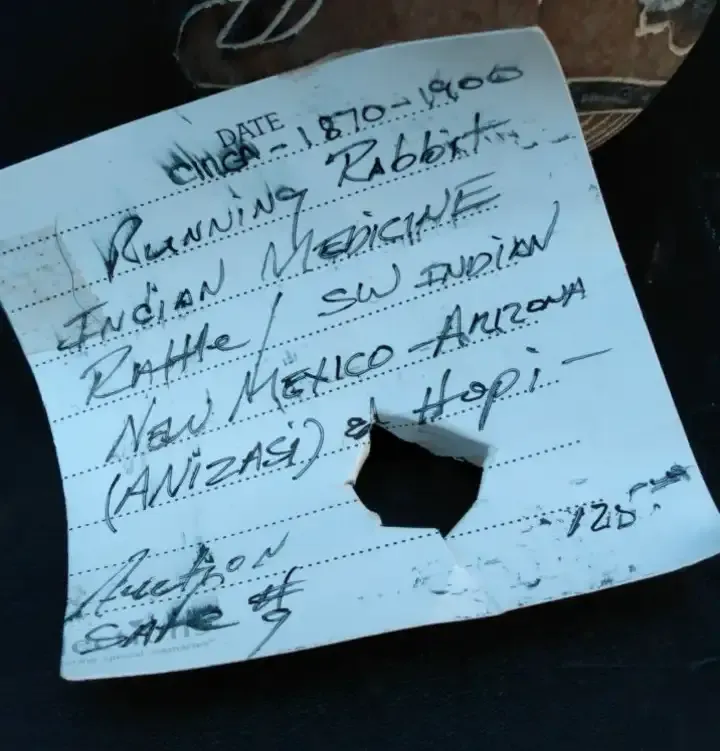 DATE
CIRCA - 1870-1900
RUNNING RAbbit
INDIAN MEDICINE
RATTle / SW INDIAN
NEW MEXICO-ARIZONA
(ANIZASi) & Hopi -
Auction
SAle # 9